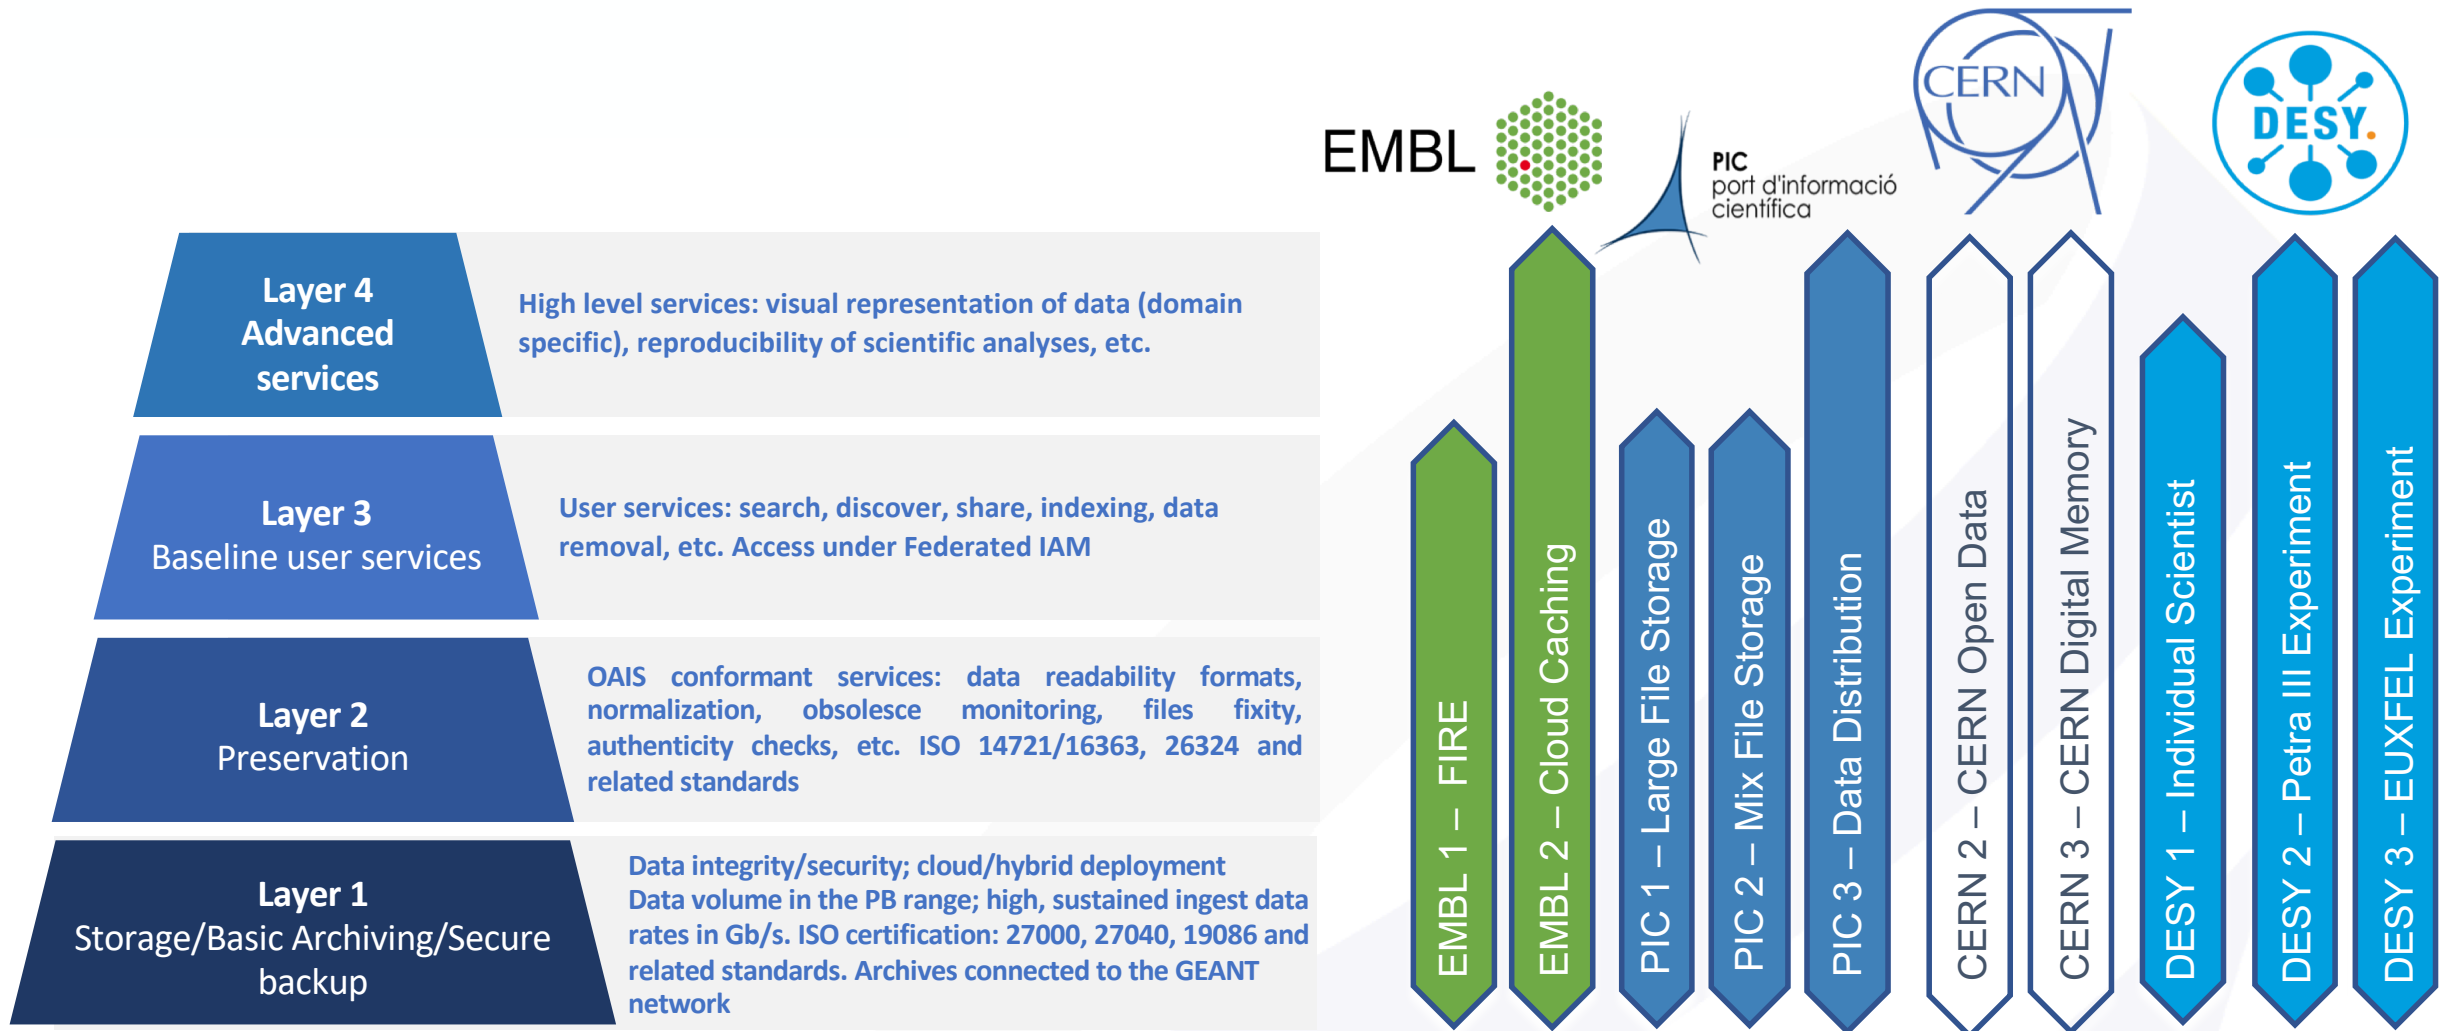 EMBL
PIC
port d'informació
científica
CERN
DESY.
Layer 4
Advanced
services
High level services: visual representation of data (domain
specific), reproducibility of scientific analyses, etc.
Layer 3
Baseline user services
User services: search, discover, share, indexing, data
removal, etc. Access under Federated IAM
Layer 2
Preservation
OAIS conformant services: data readability formats,
normalization, obsolesce monitoring, files fixity,
authenticity checks, etc. ISO 14721/16363, 26324 and
related standards
Layer 1
Storage/Basic Archiving/Secure
backup
Data integrity/security; cloud/hybrid deployment
Data volume in the PB range; high, sustained ingest data
rates in Gb/s. ISO certification: 27000, 27040, 19086 and
related standards. Archives connected to the GEANT
network
EMBL 1 – FIRE
EMBL 2 – Cloud Caching
PIC 1 – Large File Storage
PIC 2 – Mix File Storage
PIC 3 – Data Distribution
CERN 2 – CERN Open Data
CERN 3 – CERN Digital Memory
DESY 1 – Individual Scientist
DESY 2 – Petra III Experiment
DESY 3 – EUXFEL Experiment